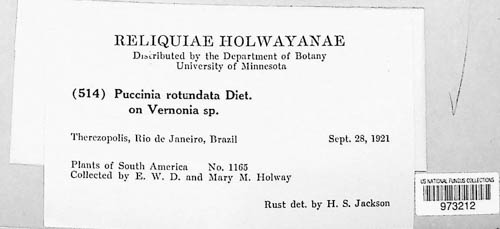 RELIQUIAE HOLWAYANAE
Distributed by the Department of Botany
University of Minnesota
(514) Puccinia rotundata Diet.
on Vernonia sp.
Therezopolis, Rio de Janeiro, Brazil Sept. 28, 1921
Plants of South America No. 1165
Collected by E. W. D. and Mary M. Holway
Rust det. by H. S. Jackson
US NATIONAL FUNGUS COLLECTIONS
973212